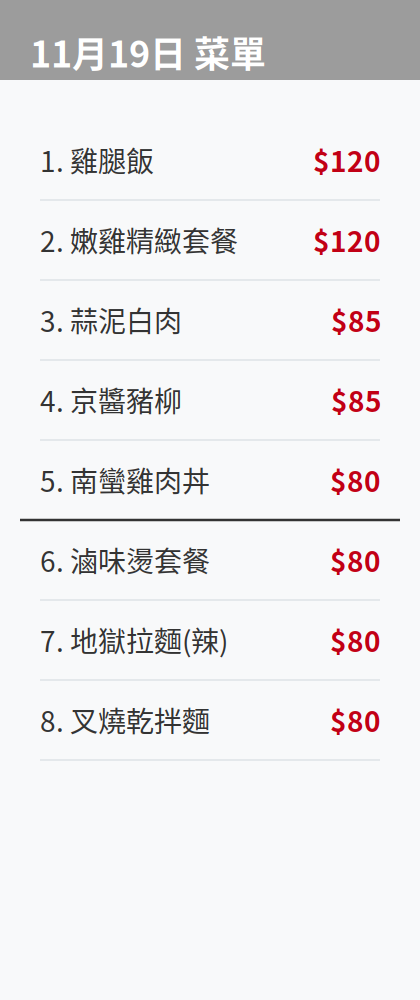 11月19日 菜單
1. 雞腿飯 $120
2. 嫩雞精緻套餐 $120
3. 蒜泥白肉 $85
4. 京醬豬柳 $85
5. 南蠻雞肉丼 $80
6. 滷味燙套餐 $80
7. 地獄拉麵(辣) $80
8. 叉燒乾拌麵 $80